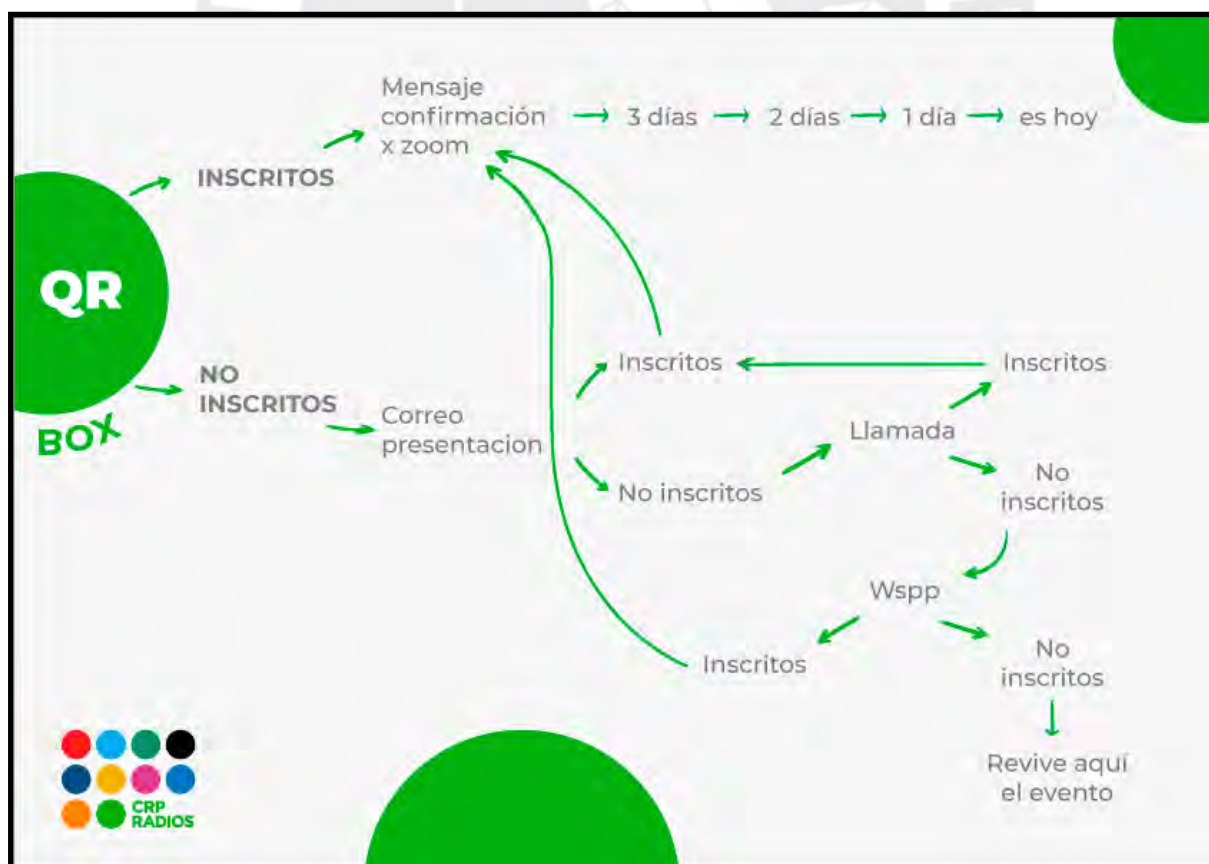 Mensaje
confirmación
x zoom
3 días
2 días
1 día
es hoy
INSCRITOS
QR
BOX
NO
INSCRITOS
Correo
presentacion
Inscritos
Inscritos
Llamada
No inscritos
No
inscritos
Wspp
Inscritos
No
inscritos
Revive aquí
el evento
CRP
RADIOS